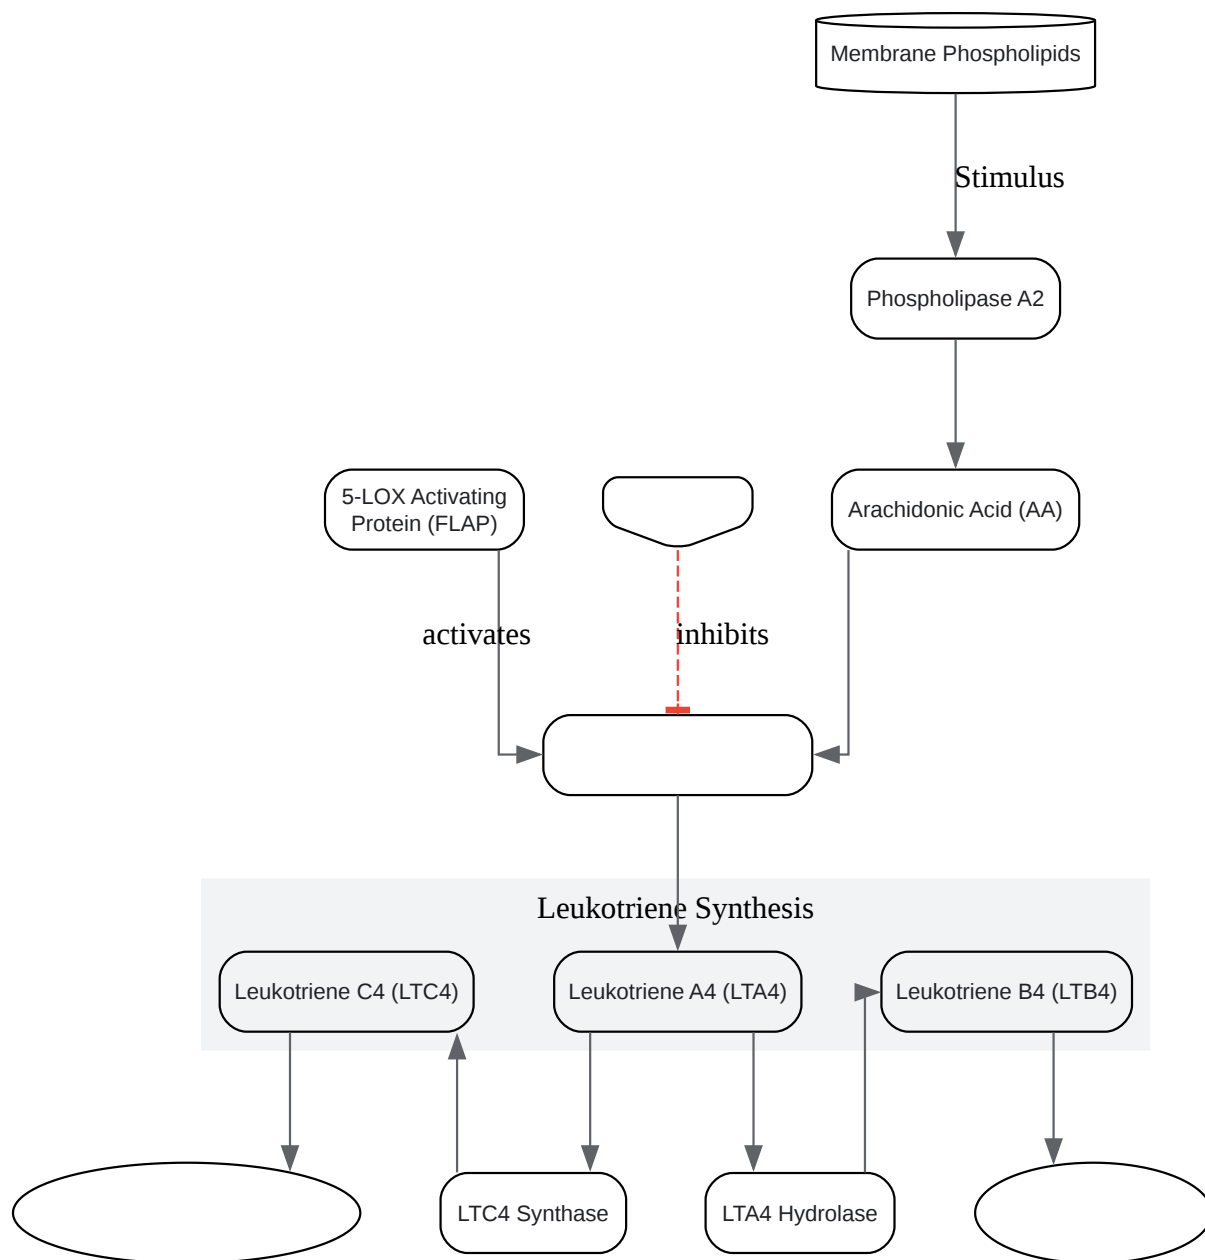 Membrane Phospholipids
Stimulus
Phospholipase A2
5-LOX Activating
Protein (FLAP)
Arachidonic Acid (AA)
activates
inhibits
Leukotriene Synthesis
Leukotriene C4 (LTC4)
Leukotriene A4 (LTA4)
Leukotriene B4 (LTB4)
LTC4 Synthase
LTA4 Hydrolase